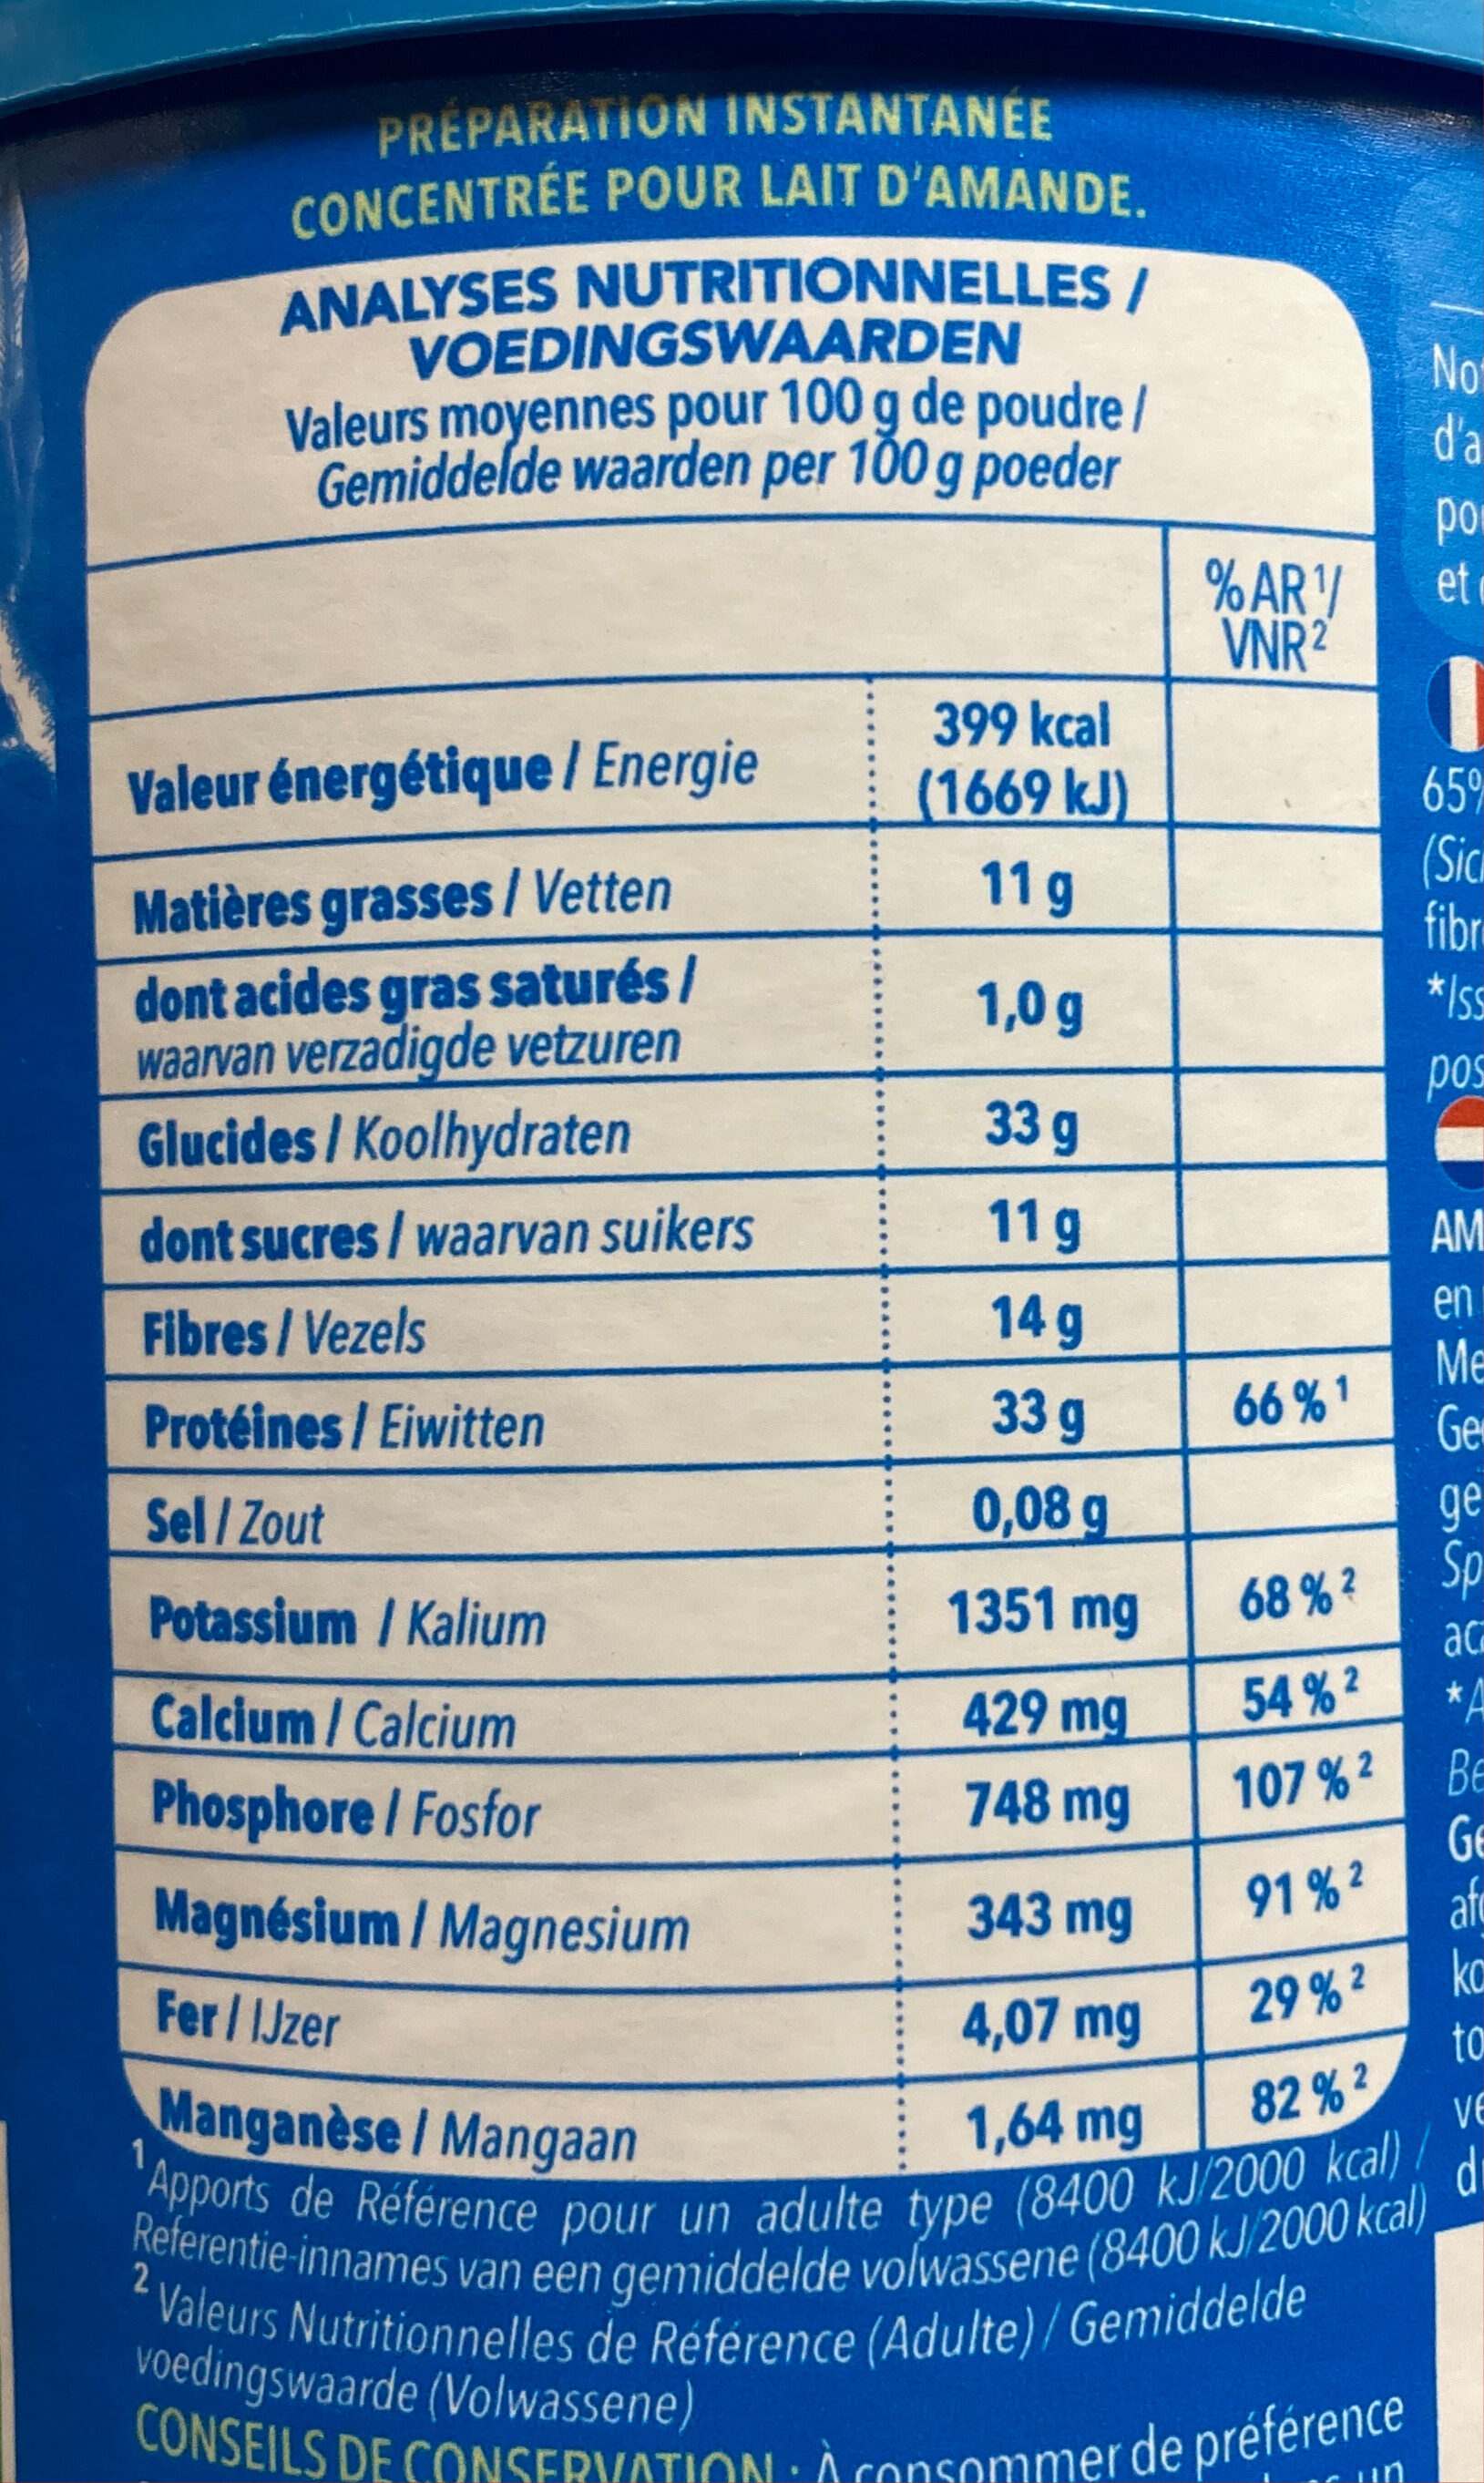 PRÉPARATION INSTANTANÉE
CONCENTRÉE POUR LAIT D'AMANDE.
ANALYSES NUTRITIONNELLES /
VOEDINGSWAARDEN
Valeurs moyennes pour 100 g de poudre /
Gemiddelde waarden per 100 g poeder
%AR¹/
VNR²
Valeur énergétique / Energie 399 kcal
(1669 kJ)
Matières grasses / Vetten 11 g
dont acides gras saturés /
waarvan verzadigde vetzuren 1,0 g
Glucides / Koolhydraten 33 g
dont sucres / waarvan suikers 11 g
Fibres / Vezels 14 g
Protéines / Eiwitten 33 g 66 % ¹
Sel / Zout 0,08 g
Potassium / Kalium 1351 mg 68 % ²
Calcium / Calcium 429 mg 54 % ²
Phosphore / Fosfor 748 mg 107 % ²
Magnésium / Magnesium 343 mg 91 % ²
Fer / IJzer 4,07 mg 29 % ²
Manganèse / Mangaan 1,64 mg 82 % ²
¹ Apports de Référence pour un adulte type (8400 kJ/2000 kcal) /
Referentie-innames van een gemiddelde volwassene (8400 kJ/2000 kcal)
² Valeurs Nutritionnelles de Référence (Adulte) / Gemiddelde
voedingswaarde (Volwassene)
CONSEILS DE CONSERVATION : À consommer de préférence
et
65%
en